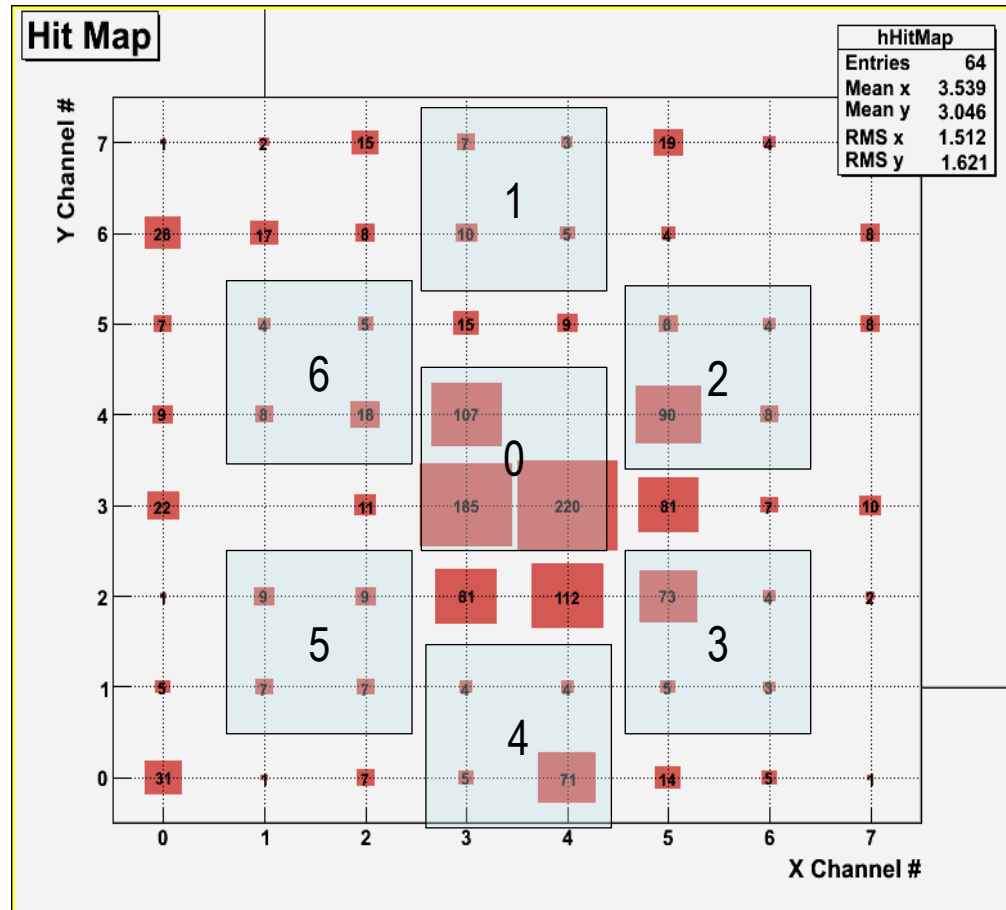 Hit Map
hHitMap
Entries 64
Mean x 3.539
Mean y 3.046
RMS x 1.512
RMS y 1.621
Y Channel #
7 1 2 15 7 3 19 4
1
6 28 17 8 10 5 4 8
5 7 4 5 15 9 8 4 8
6 2
4 9 8 18 107 90 8
0
3 22 11 185 220 81 7 10
2 1 9 9 81 112 73 4 2
5 3
1 5 7 7 4 4 5 3
4
0 31 1 7 5 71 14 5 1
0 1 2 3 4 5 6 7
X Channel #